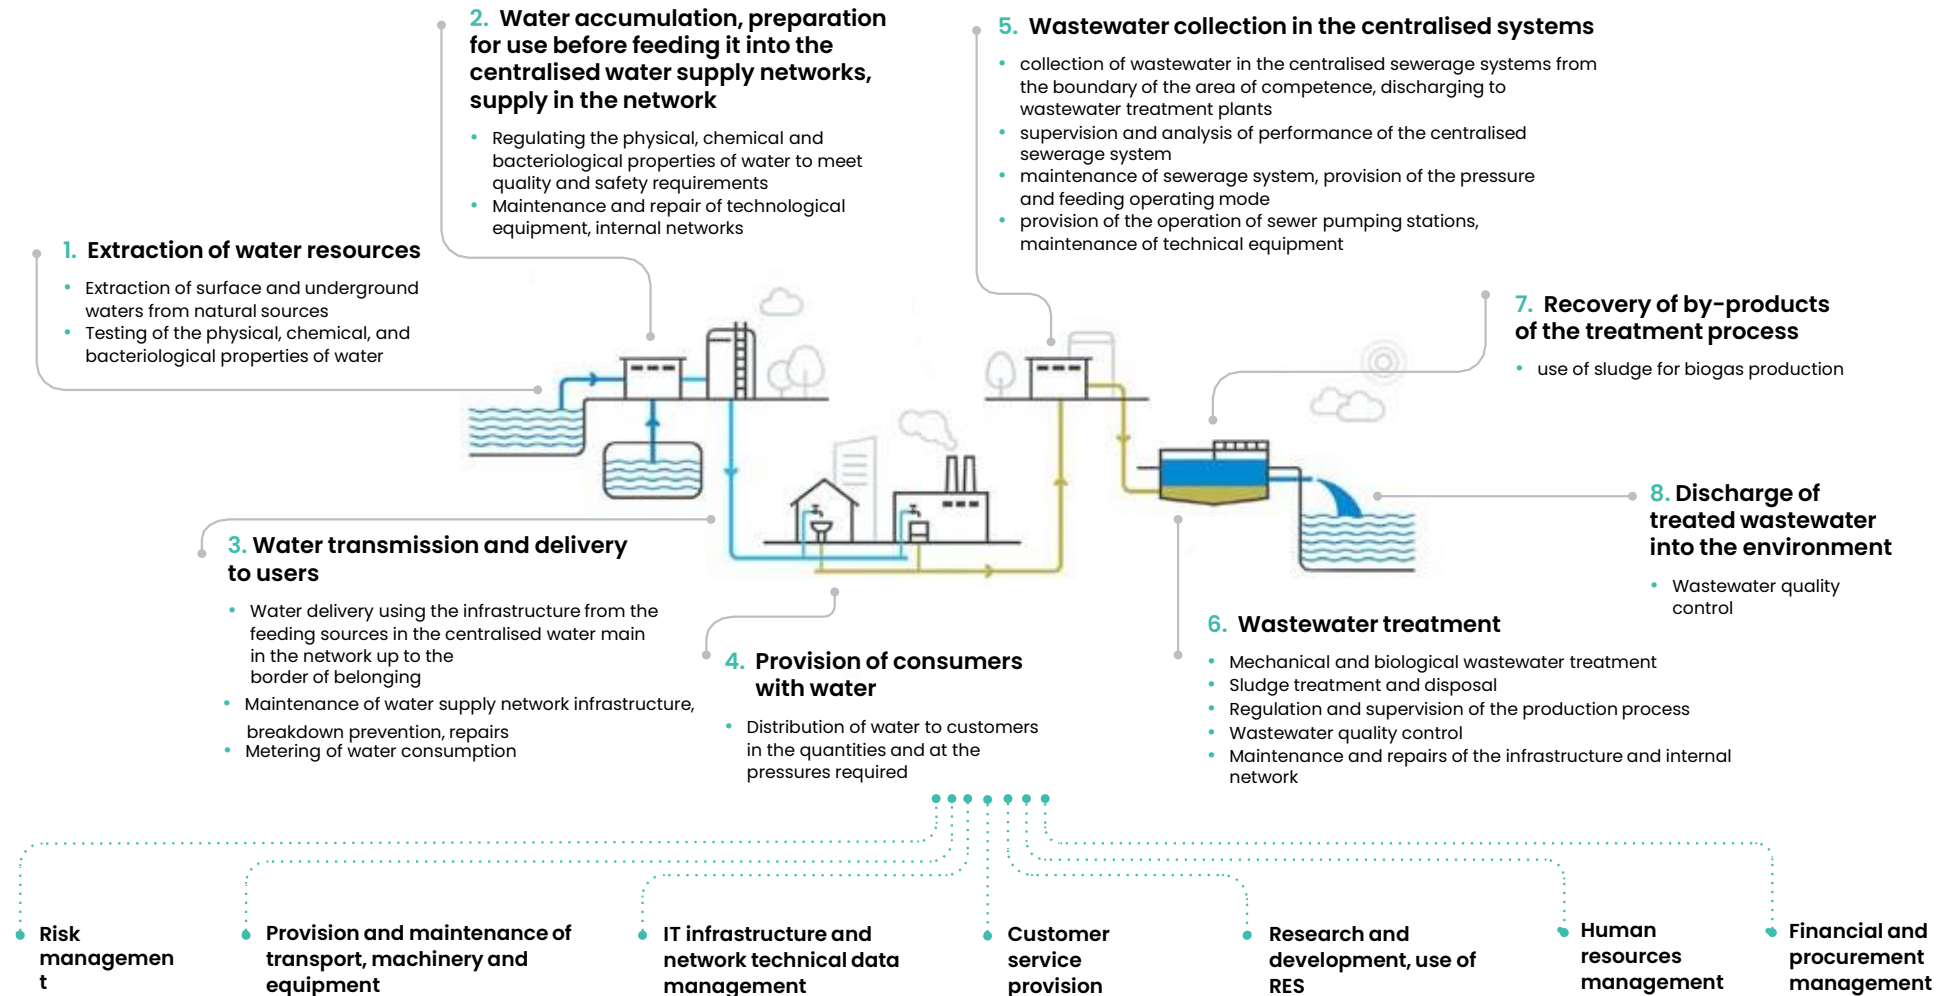 1. Extraction of water resources
• Extraction of surface and underground
waters from natural sources
• Testing of the physical, chemical, and
bacteriological properties of water
2. Water accumulation, preparation
for use before feeding it into the
centralised water supply networks,
supply in the network
• Regulating the physical, chemical and
bacteriological properties of water to meet
quality and safety requirements
• Maintenance and repair of technological
equipment, internal networks
3. Water transmission and delivery
to users
• Water delivery using the infrastructure from the
feeding sources in the centralised water main
in the network up to the
border of belonging
• Maintenance of water supply network infrastructure,
breakdown prevention, repairs
• Metering of water consumption
4. Provision of consumers
with water
• Distribution of water to customers
in the quantities and at the
pressures required
5. Wastewater collection in the centralised systems
• collection of wastewater in the centralised sewerage systems from
the boundary of the area of competence, discharging to
wastewater treatment plants
• supervision and analysis of performance of the centralised
sewerage system
• maintenance of sewerage system, provision of the pressure
and feeding operating mode
• provision of the operation of sewer pumping stations,
maintenance of technical equipment
6. Wastewater treatment
• Mechanical and biological wastewater treatment
• Sludge treatment and disposal
• Regulation and supervision of the production process
• Wastewater quality control
• Maintenance and repairs of the infrastructure and internal
network
7. Recovery of by-products
of the treatment process
• use of sludge for biogas production
8. Discharge of
treated wastewater
into the environment
• Wastewater quality
control
Risk
managemen
t
Provision and maintenance of
transport, machinery and
equipment
IT infrastructure and
network technical data
management
Customer
service
provision
Research and
development, use of
RES
Human
resources
management
Financial and
procurement
management